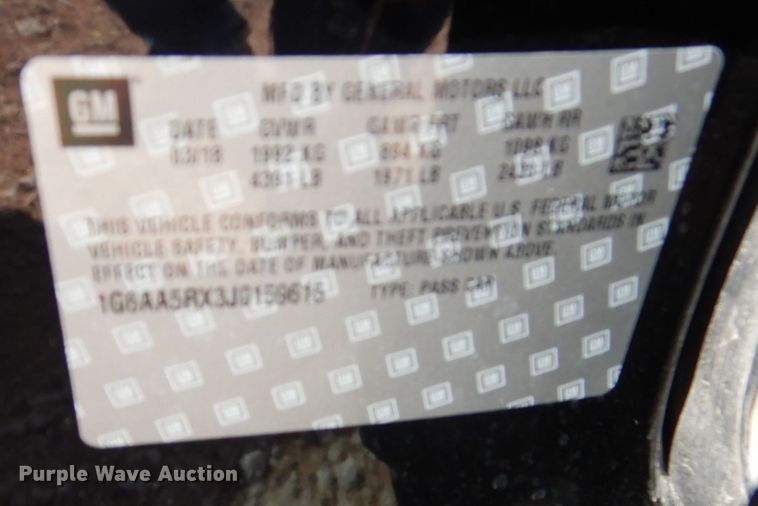 GM
MFD BY GENERAL MOTORS LLC
DATE GVWR GAWR FRT GAWR RR
03/18 1992 KG 894 KG 1098 KG
4391 LB 1971 LB LB
THIS VEHICLE CONFORMS TO ALL APPLICABLE U.S. FEDERAL MOTOR
VEHICLE SAFETY, BUMPER, AND THEFT PREVENTION STANDARDS IN
EFFECT ON THE DATE OF MANUFACTURE SHOWN ABOVE.
1G6AA5RX3J0159615 TYPE: PASS CAR
Purple Wave Auction